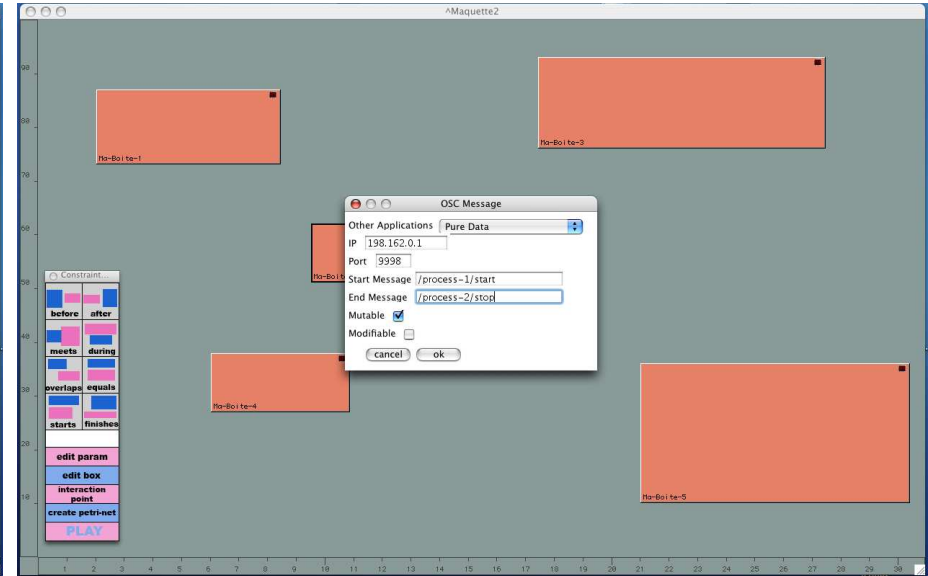 ^Maquette2
90
80
70
60
50
40
30
20
10
Ma-Boite-1
Ma-Boite-3
Ma-Boit
Ma-Boite-4
Ma-Boite-5
OSC Message
Other Applications Pure Data
IP 198.162.0.1
Port 9998
Start Message /process-1/start
End Message /process-2/stop
Mutable
Modifiable
cancel ok
Constraint...
before after
meets during
overlaps equals
starts finishes
edit param
edit box
interaction
point
create petri-net
PLAY
1 2 3 4 5 6 7 8 9 10 11 12 13 14 15 16 17 18 19 20 21 22 23 24 25 26 27 28 29 30